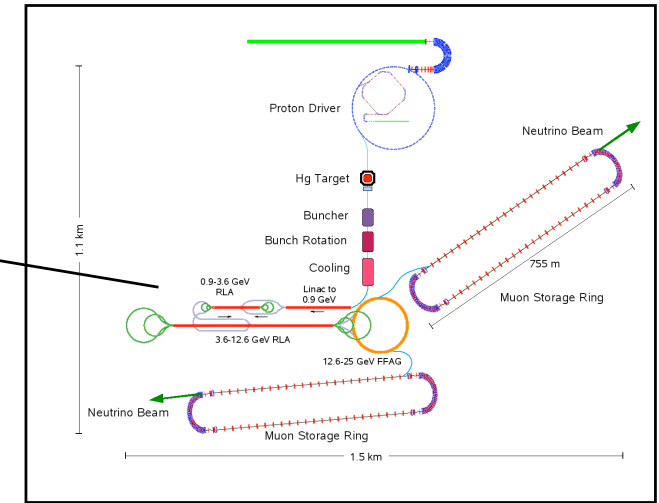 Proton Driver
Neutrino Beam
Hg Target
Buncher
Bunch Rotation
Cooling
1.1 km
755 m
0.9-3.6 GeV
RLA
Linac to
0.9 GeV
Muon Storage Ring
3.6-12.6 GeV RLA
12.6-25 GeV FFAG
Neutrino Beam
Muon Storage Ring
1.5 km